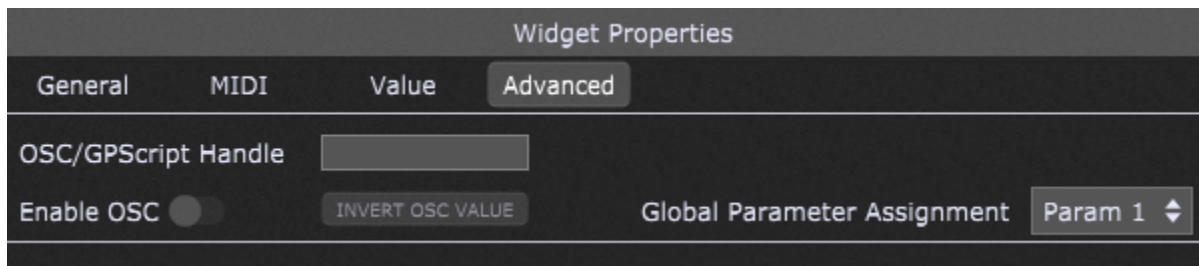 Widget Properties
General MIDI Value Advanced
OSC/GPScript Handle
Enable OSC INVERT OSC VALUE Global Parameter Assignment Param 1